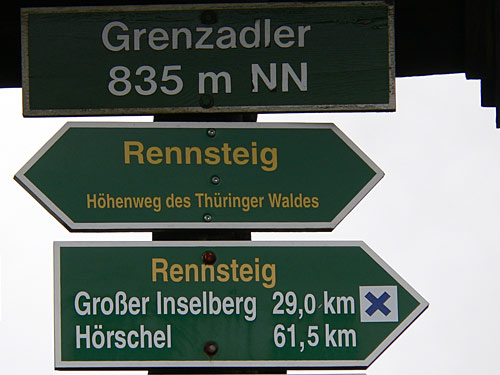 Grenzadler
835 m NN
Rennsteig
Höhenweg des Thüringer Waldes
Rennsteig
Großer Inselberg 29,0 km
Hörschel 61,5 km